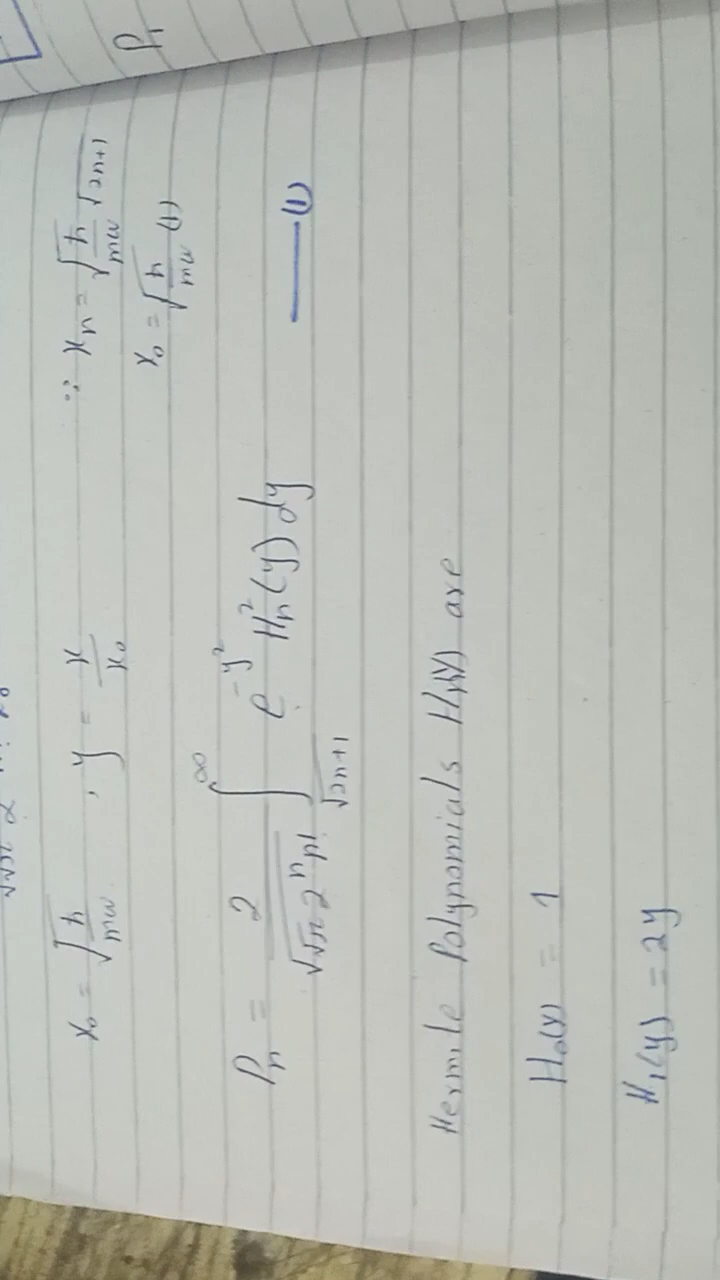 x₀ = √(ħ/mω) , y = x/x₀ ∵ xₙ = √(ħ/mω) √(2n+1)
x₀ = √(ħ/mω) (1)
Pₙ = 2/√(√π 2ⁿ n!) ∫_{√(2n+1)}^{∞} e^{-y²} Hₙ²(y) dy —— (1)
Hermite Polynomials Hₙ(y) are
H₀(y) = 1
H₁(y) = 2y
P₁